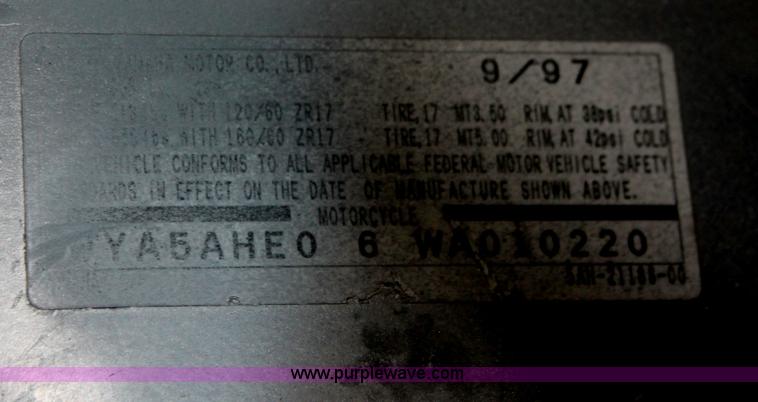 MOTOR CO., LTD. 9/97
WITH 120/60 ZR17 TIRE, 17 MT3.50 RIM, AT 36psi COLD
WITH 160/60 ZR17 - TIRE, 17 MT5.00 RIM, AT 42psi COLD
VEHICLE CONFORMS TO ALL APPLICABLE FEDERAL MOTOR VEHICLE SAFETY
IN EFFECT ON THE DATE OF MANUFACTURE SHOWN ABOVE.
MOTORCYCLE
YA5AHE0 6 WA010220
www.purplewave.com